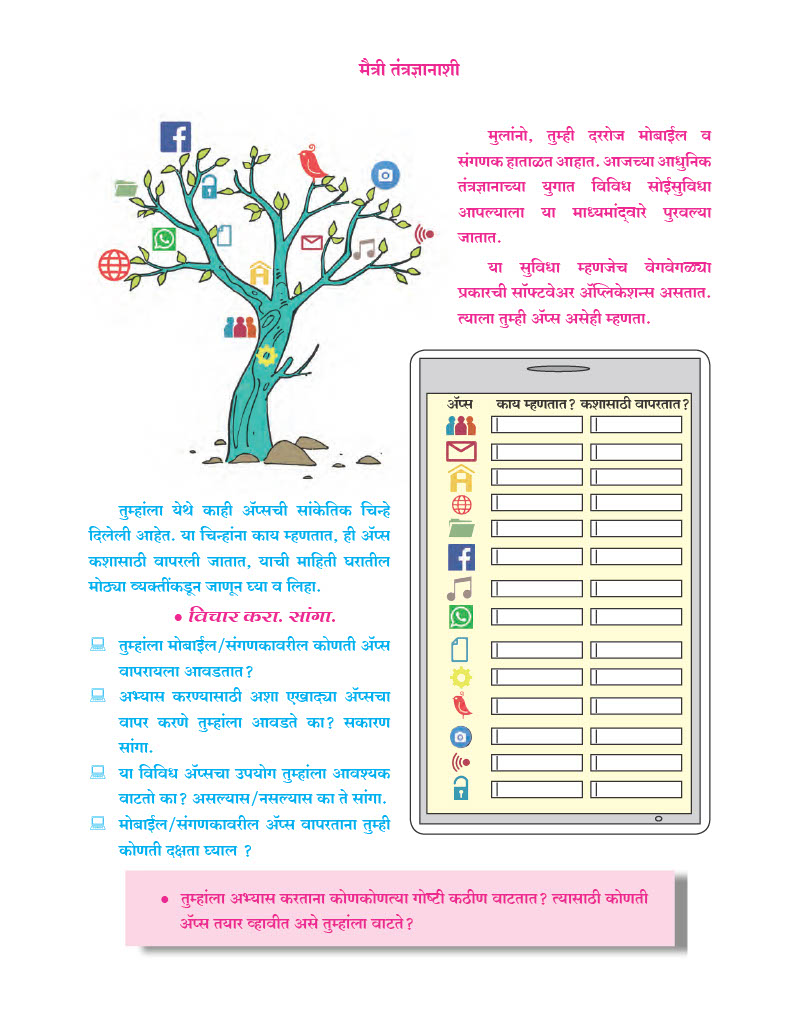 मैत्री तंत्रज्ञानाशी
मुलांनो, तुम्ही दररोज मोबाईल व
संगणक हाताळत आहात. आजच्या आधुनिक
तंत्रज्ञानाच्या युगात विविध सोईसुविधा
आपल्याला या माध्यमांद्वारे पुरवल्या
जातात.
या सुविधा म्हणजेच वेगवेगळ्या
प्रकारची सॉफ्टवेअर ॲप्लिकेशन्स असतात.
त्याला तुम्ही ॲप्स असेही म्हणता.
ॲप्स काय म्हणतात? कशासाठी वापरतात?
तुम्हांला येथे काही ॲप्सची सांकेतिक चिन्हे
दिलेली आहेत. या चिन्हांना काय म्हणतात, ही ॲप्स
कशासाठी वापरली जातात, याची माहिती घरातील
मोठ्या व्यक्तींकडून जाणून घ्या व लिहा.
• विचार करा. सांगा.
तुम्हांला मोबाईल/संगणकावरील कोणती ॲप्स
वापरायला आवडतात?
अभ्यास करण्यासाठी अशा एखाद्या ॲप्सचा
वापर करणे तुम्हांला आवडते का? सकारण
सांगा.
या विविध ॲप्सचा उपयोग तुम्हांला आवश्यक
वाटतो का? असल्यास/नसल्यास का ते सांगा.
मोबाईल/संगणकावरील ॲप्स वापरताना तुम्ही
कोणती दक्षता घ्याल ?
• तुम्हांला अभ्यास करताना कोणकोणत्या गोष्टी कठीण वाटतात? त्यासाठी कोणती
ॲप्स तयार व्हावीत असे तुम्हांला वाटते?